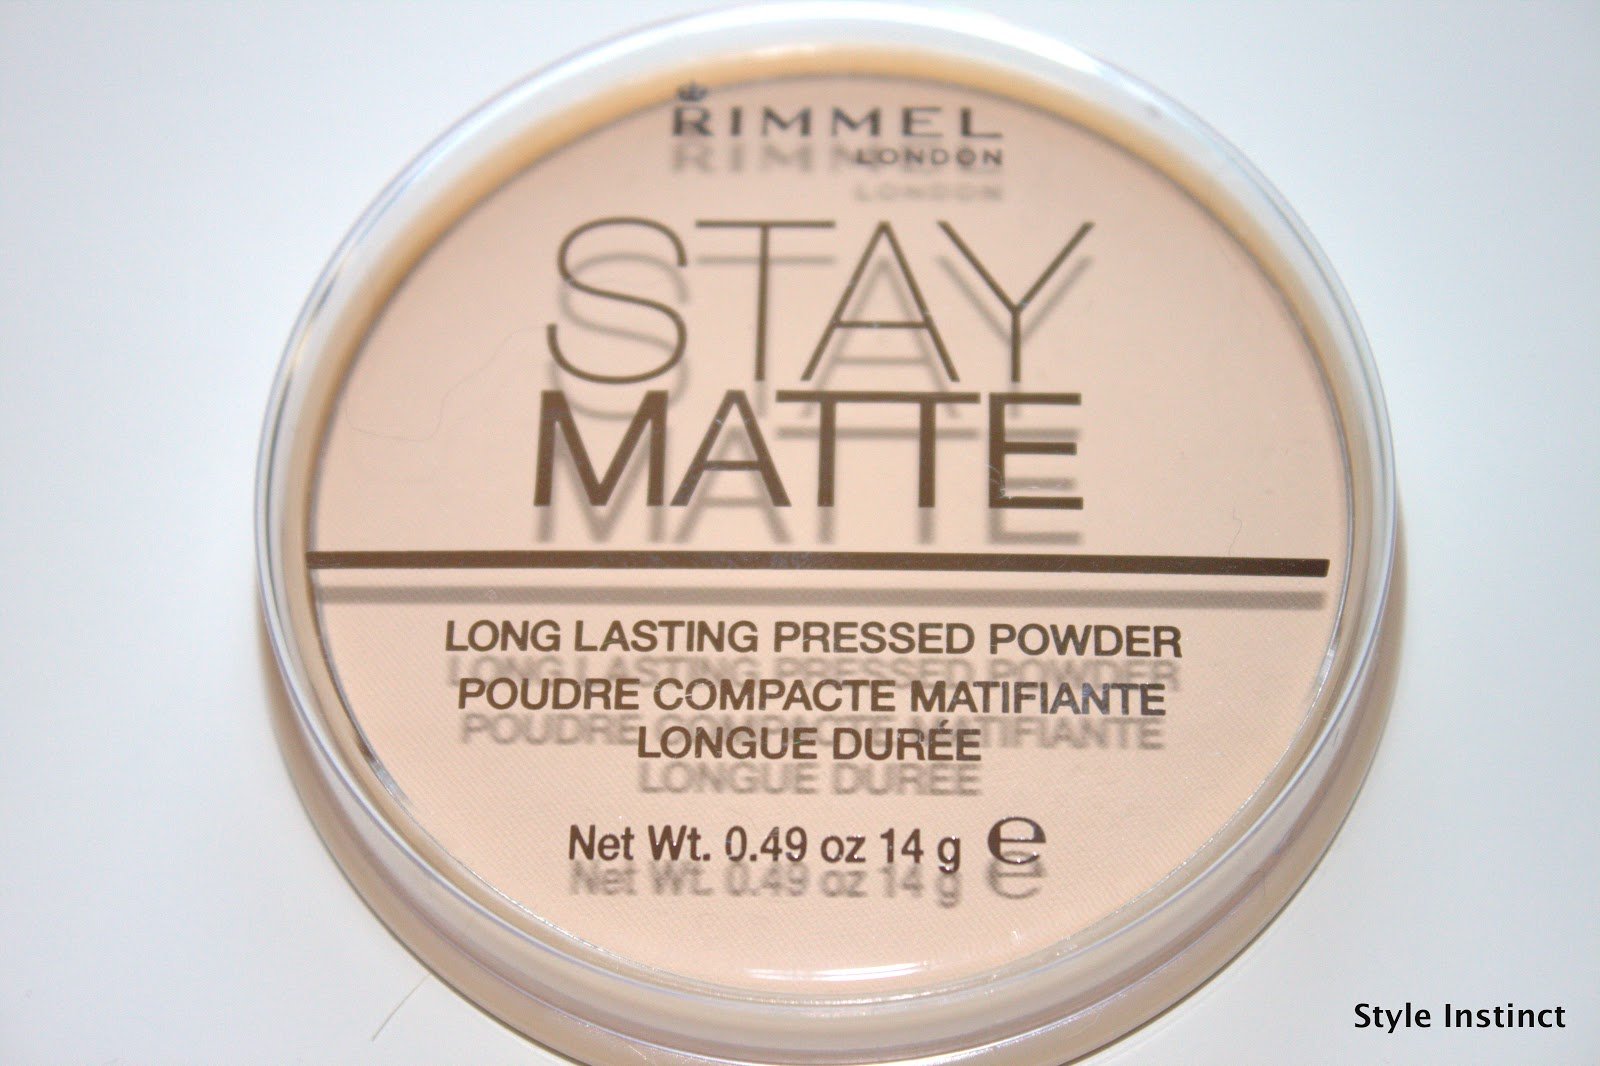 RIMMEL
LONDON
STAY
MATTE
LONG LASTING PRESSED POWDER
POUDRE COMPACTE MATIFIANTE
LONGUE DURÉE
Net Wt. 0.49 oz 14 g ℮
Style Instinct